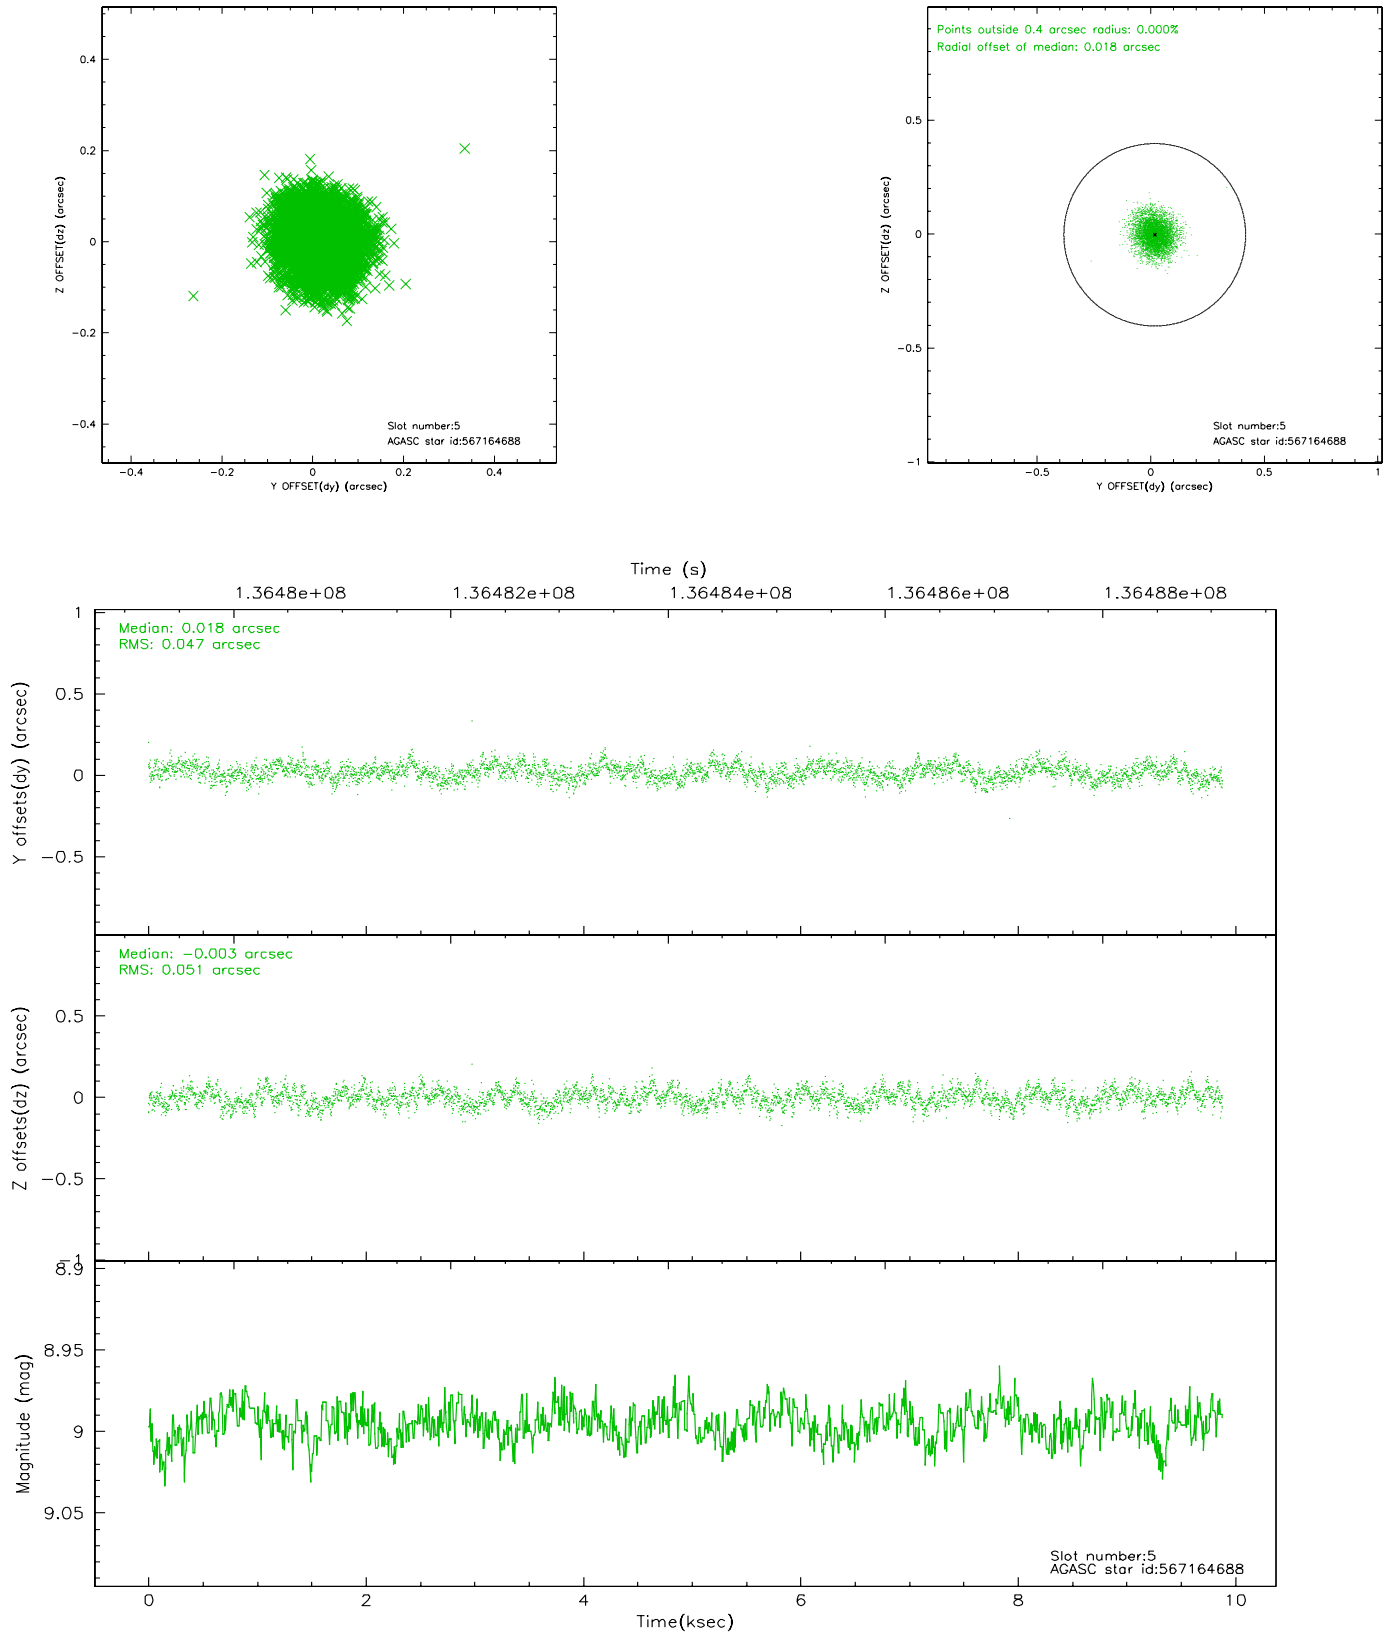 0.4
0.2
0
−0.2
−0.4
Z OFFSET(dz) (arcsec)
Slot number:5
AGASC star id:567164688
−0.4
−0.2
0
0.2
0.4
Y OFFSET(dy) (arcsec)
Points outside 0.4 arcsec radius: 0.000%
Radial offset of median: 0.018 arcsec
0.5
0
−0.5
−1
Z OFFSET(dz) (arcsec)
Slot number:5
AGASC star id:567164688
−0.5
0
0.5
1
Y OFFSET(dy) (arcsec)
Time (s)
1.3648e+08
1.36482e+08
1.36484e+08
1.36486e+08
1.36488e+08
Median: 0.018 arcsec
RMS: 0.047 arcsec
1
0.5
0
−0.5
Y offsets(dy) (arcsec)
Median: −0.003 arcsec
RMS: 0.051 arcsec
0.5
0
−0.5
−1
Z offsets(dz) (arcsec)
8.9
8.95
9
9.05
Magnitude (mag)
Slot number:5
AGASC star id:567164688
0
2
4
6
8
10
Time(ksec)